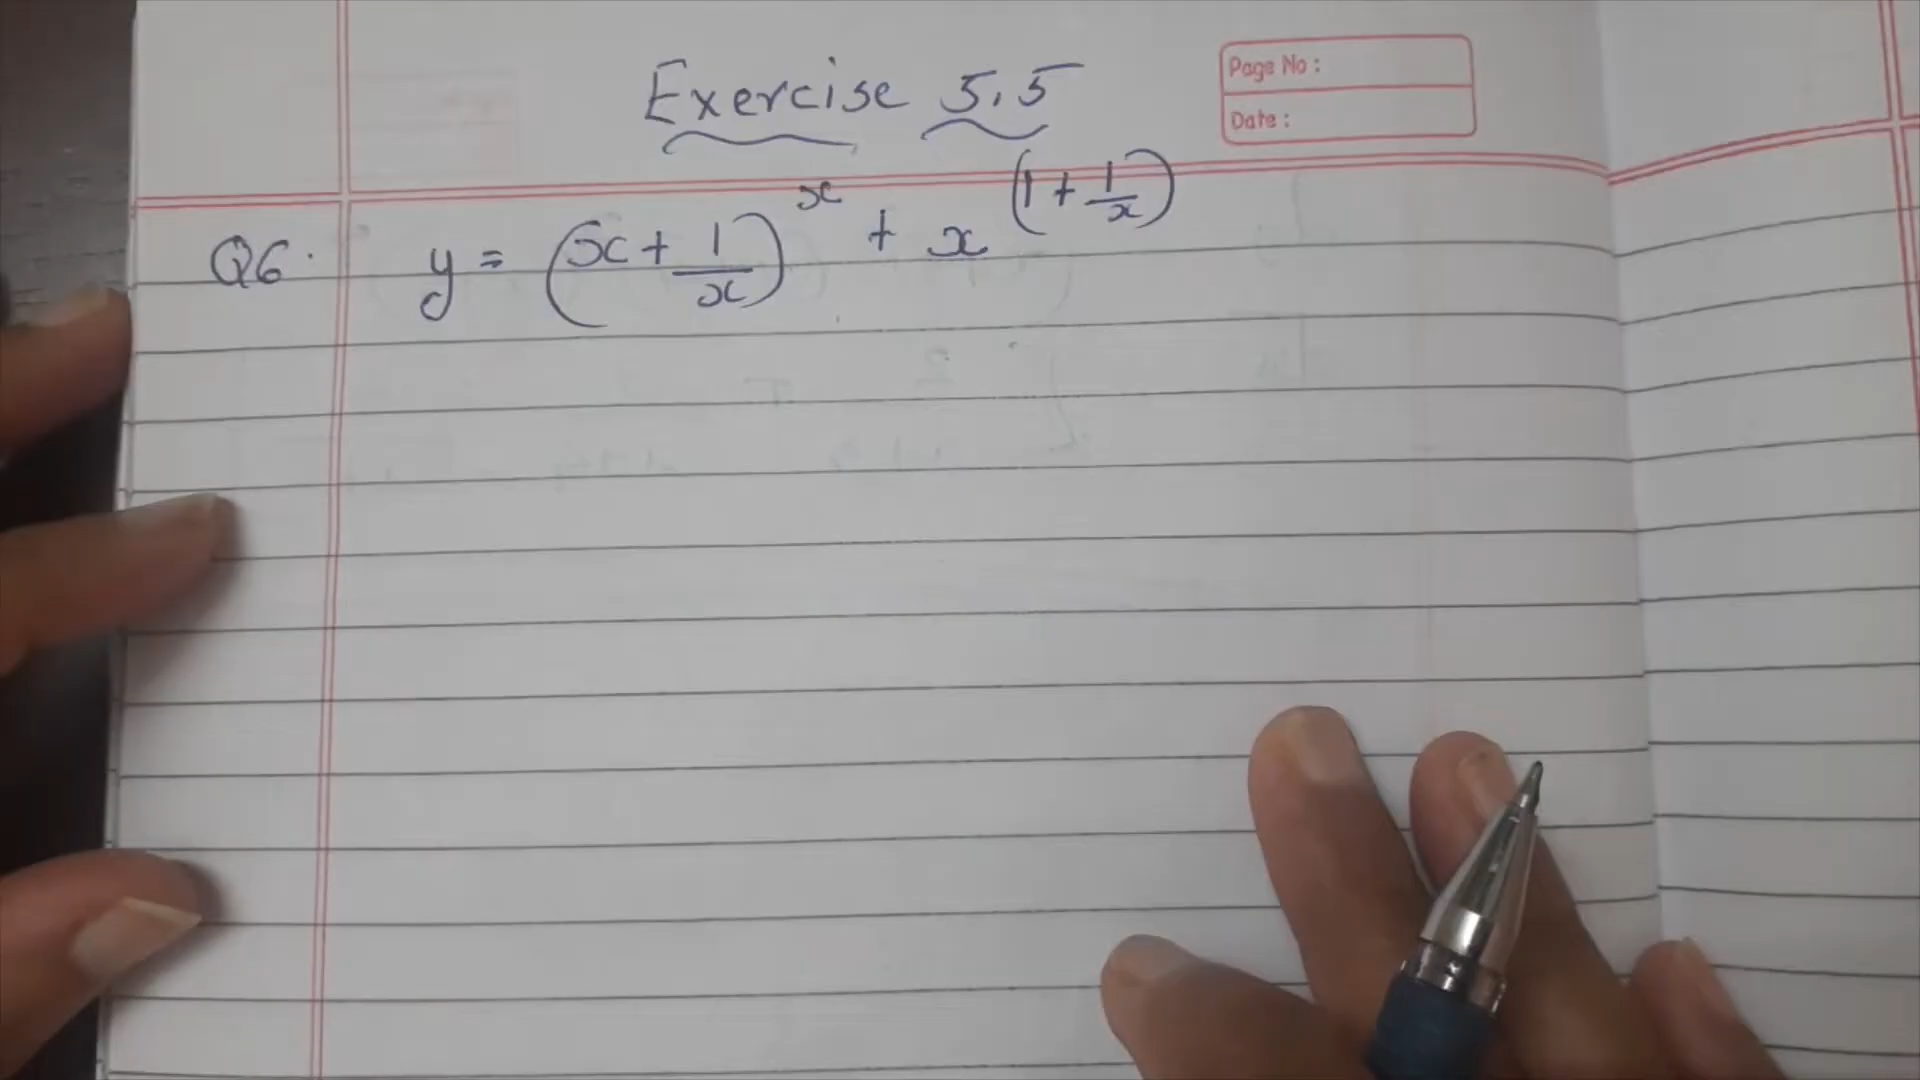 Exercise 5.5
Page No :
Date :
Q6. y = (x + 1/x)^x + x^(1 + 1/x)